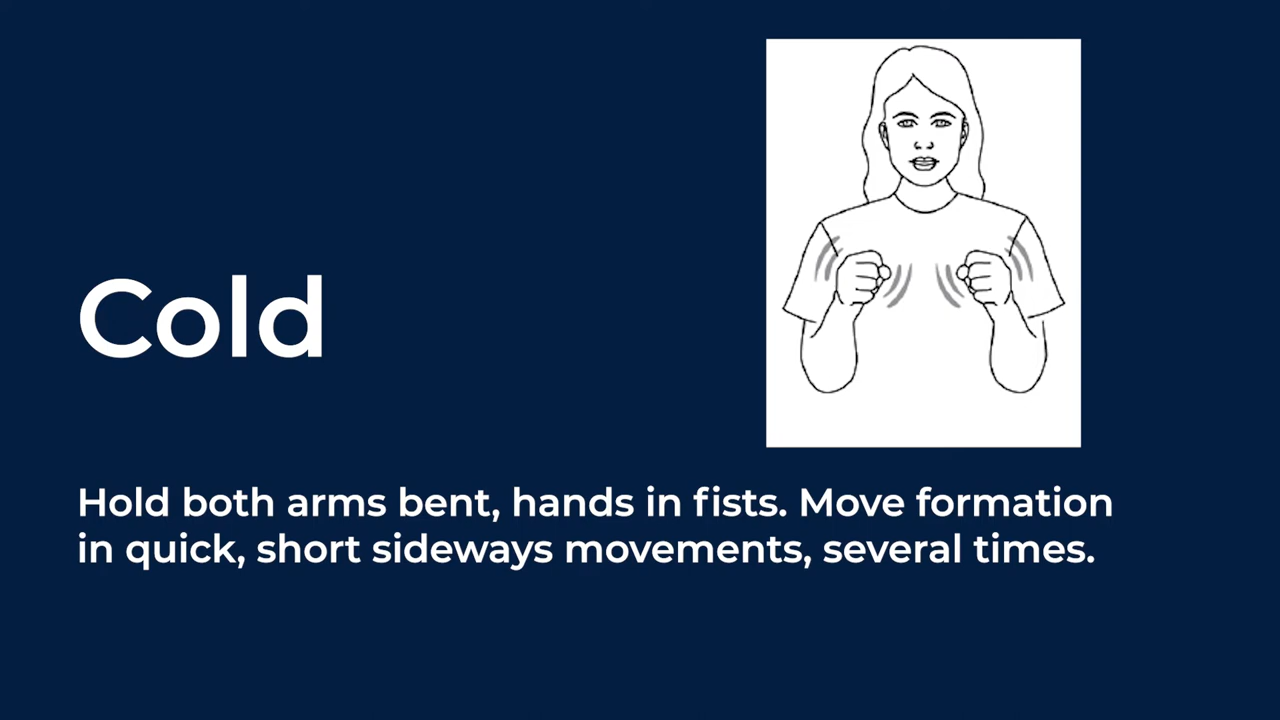 Cold
Hold both arms bent, hands in fists. Move formation
in quick, short sideways movements, several times.